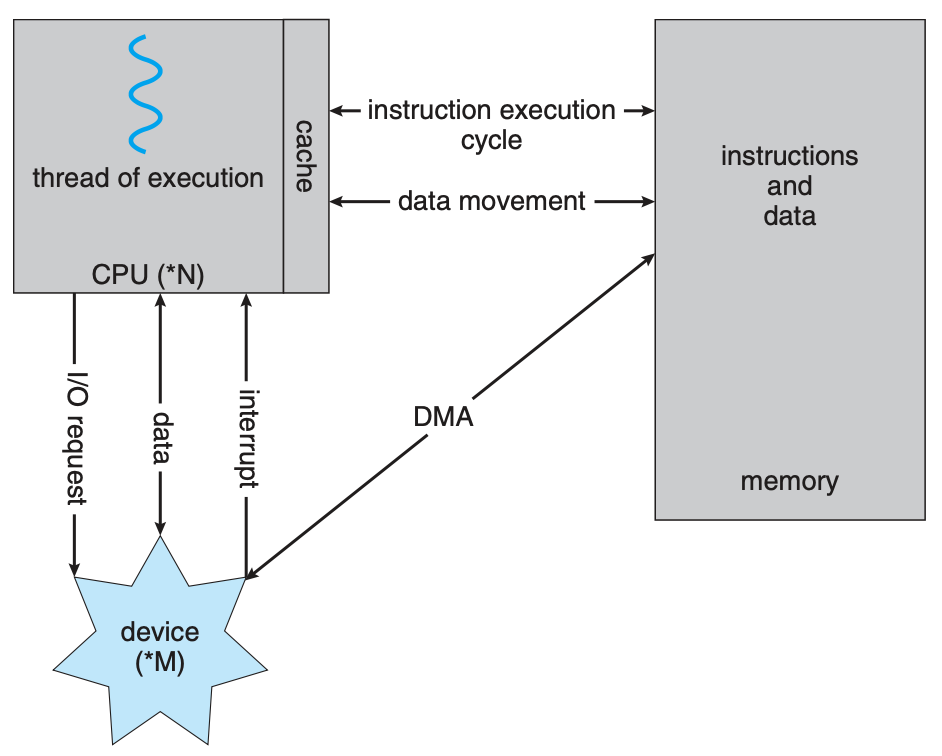 thread of execution
cache
CPU (*N)
instruction execution
cycle
data movement
instructions
and
data
memory
I/O request
data
interrupt
DMA
device
(*M)